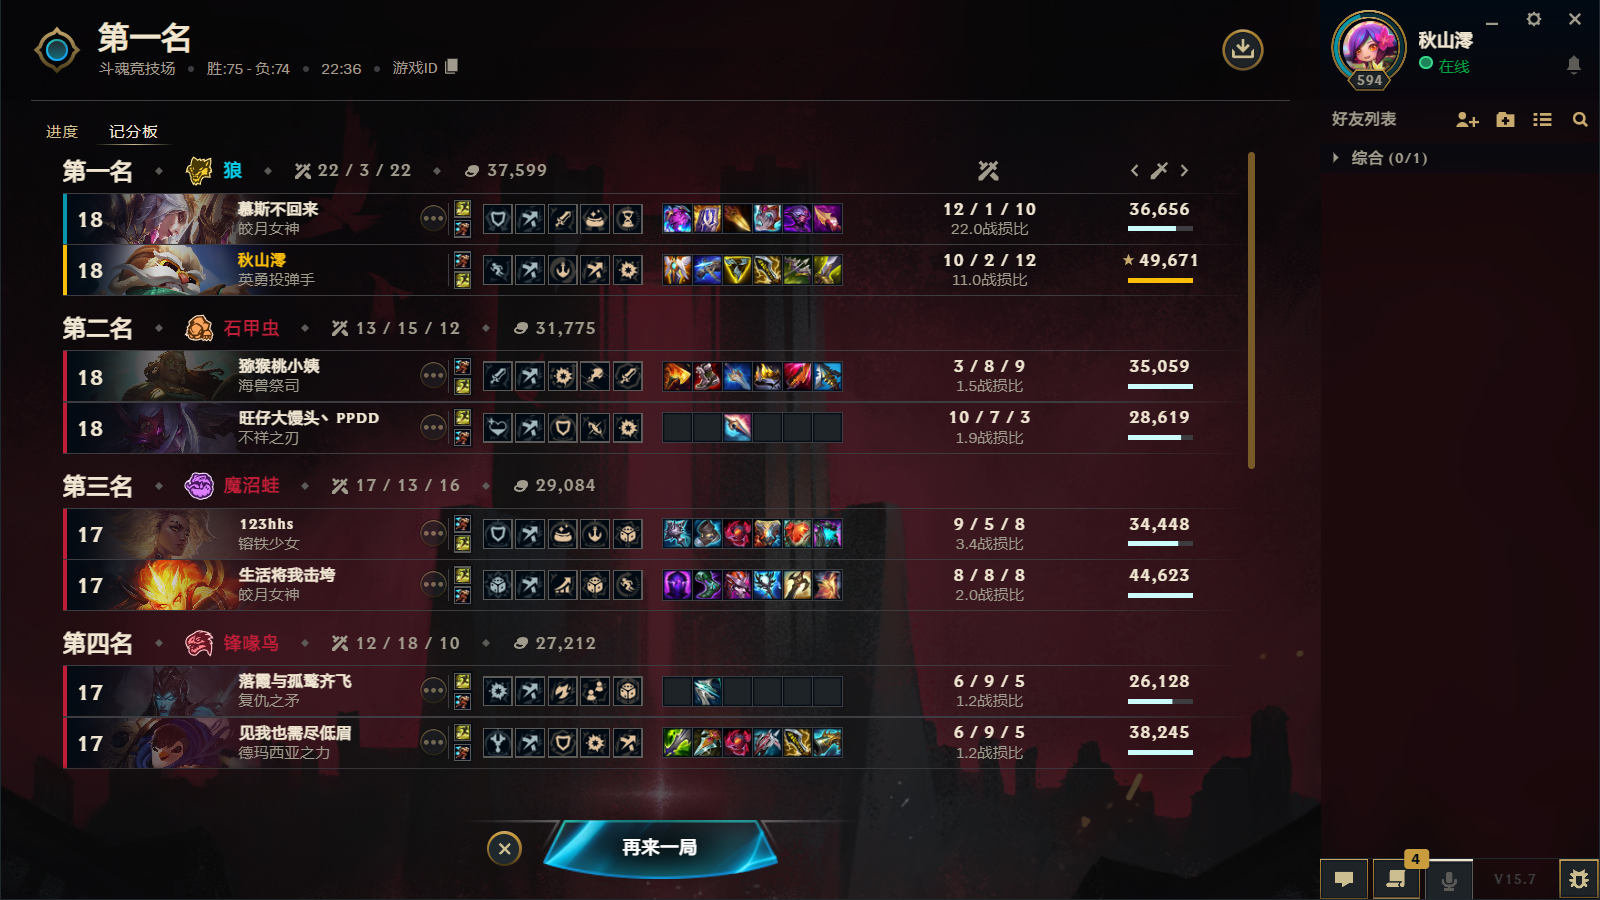 第一名
斗魂竞技场 • 胜:75 - 负:74 • 22:36 • 游戏ID
进度 记分板
第一名 狼 22 / 3 / 22 37,599
18 慕斯不回来 12 / 1 / 10 36,656
皎月女神 22.0战损比
18 秋山澪 10 / 2 / 12 ★ 49,671
英勇投弹手 11.0战损比
第二名 石甲虫 13 / 15 / 12 31,775
18 猕猴桃小姨 3 / 8 / 9 35,059
海兽祭司 1.5战损比
18 旺仔大馒头丶PPDD 10 / 7 / 3 28,619
不祥之刃 1.9战损比
第三名 魔沼蛙 17 / 13 / 16 29,084
17 123hhs 9 / 5 / 8 34,448
镕铁少女 3.4战损比
17 生活将我击垮 8 / 8 / 8 44,623
皎月女神 2.0战损比
第四名 锋喙鸟 12 / 18 / 10 27,212
17 落霞与孤鹜齐飞 6 / 9 / 5 26,128
复仇之矛 1.2战损比
17 见我也需尽低眉 6 / 9 / 5 38,245
德玛西亚之力 1.2战损比
再来一局
秋山澪
594 在线
好友列表
综合 (0/1)
4
V15.7